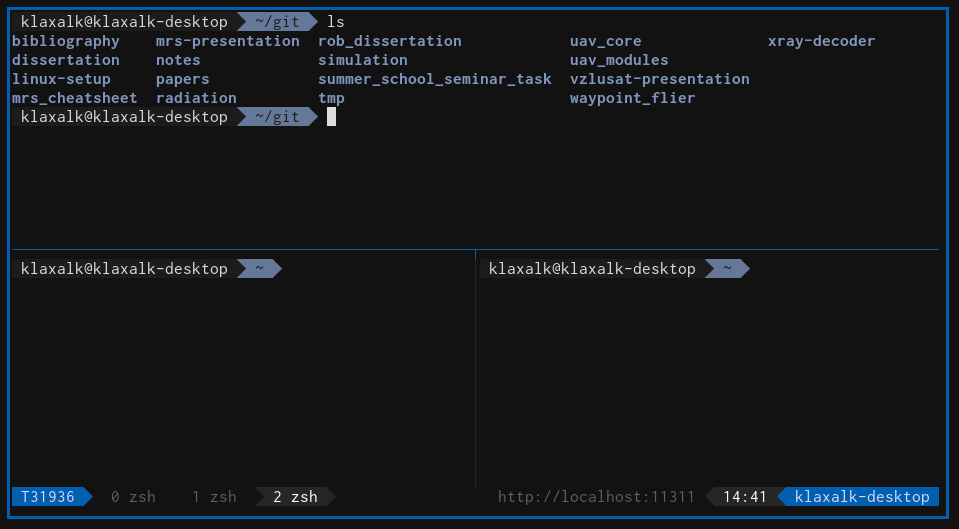 klaxalk@klaxalk-desktop ~/git ls
bibliography mrs-presentation rob_dissertation uav_core xray-decoder
dissertation notes simulation uav_modules
linux-setup papers summer_school_seminar_task vzlusat-presentation
mrs_cheatsheet radiation tmp waypoint_flier
klaxalk@klaxalk-desktop ~/git
klaxalk@klaxalk-desktop ~ klaxalk@klaxalk-desktop ~
T31936 0 zsh 1 zsh 2 zsh http://localhost:11311 14:41 klaxalk-desktop